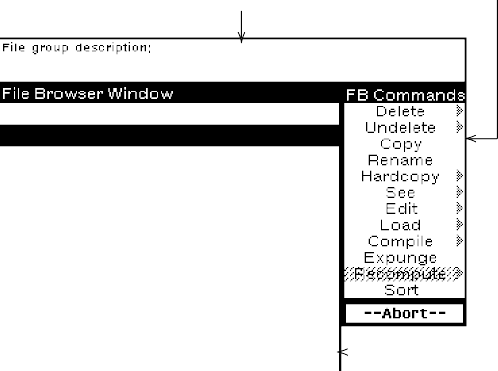 File group description;
File Browser Window
FB Commands
Delete
Undelete
Copy
Rename
Hardcopy
See
Edit
Load
Compile
Expunge
Recompute
Sort
--Abort--